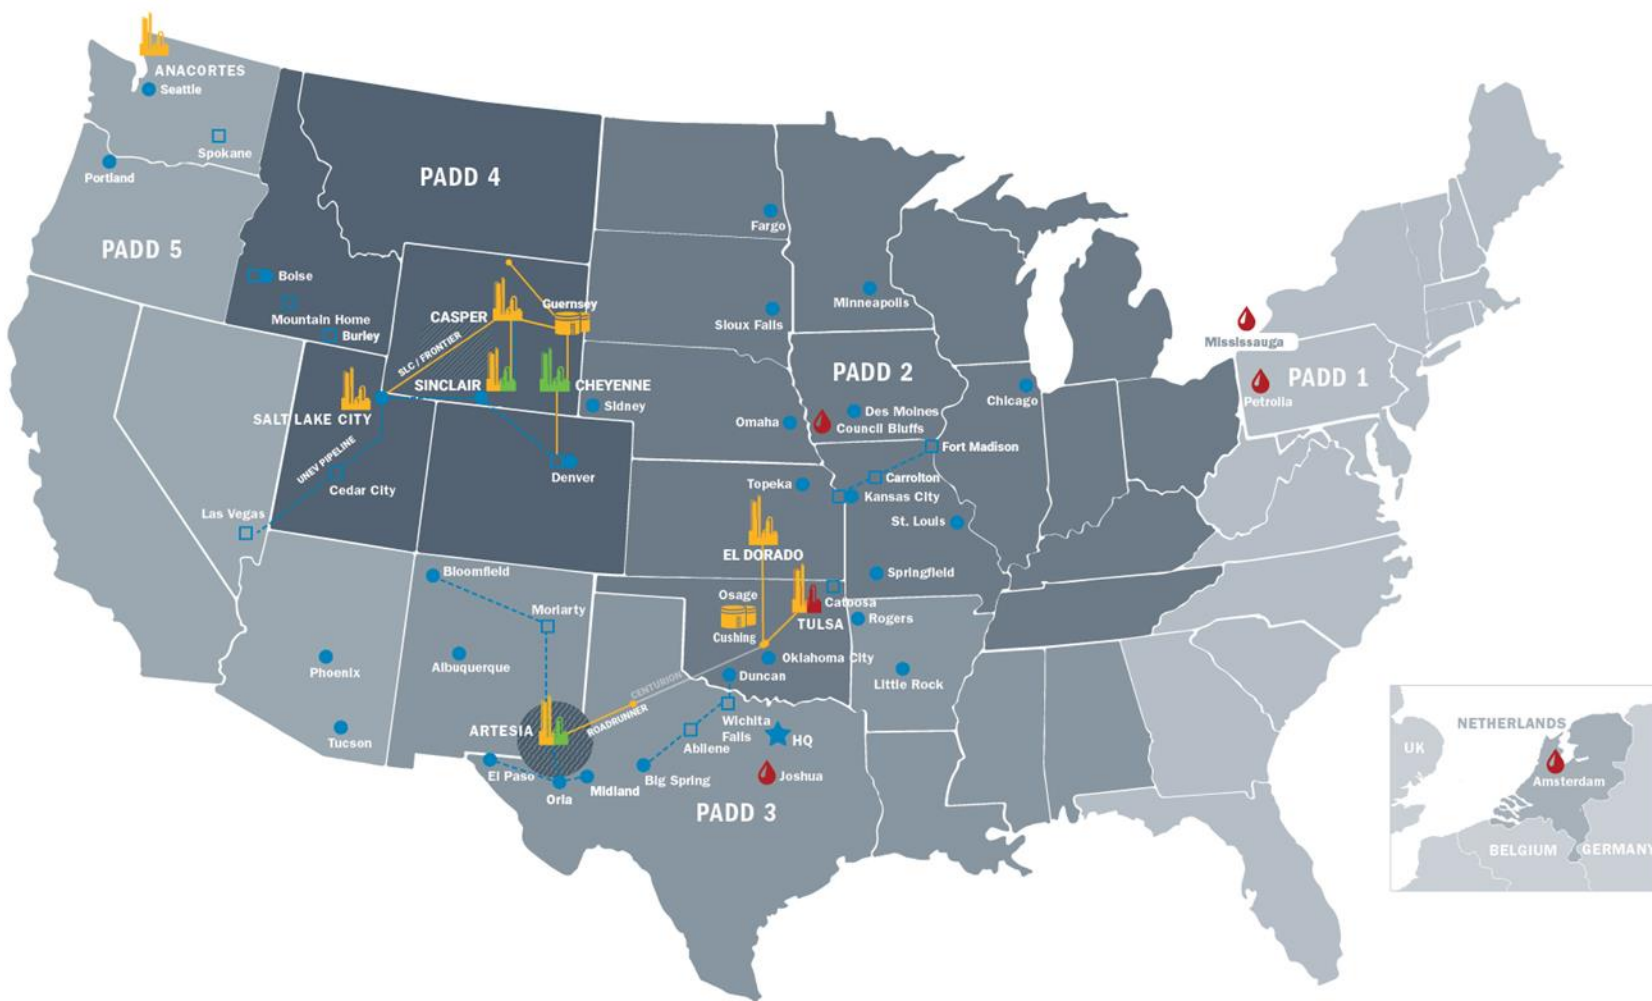 ANACORTES
Seattle
Spokane
Portland
PADD 4
PADD 5
Fargo
Boise
Mountain Home
Burley
CASPER
Guernsey
SLC / FRONTIER
SINCLAIR
CHEYENNE
Sidney
SALT LAKE CITY
UNEV PIPELINE
Cedar City
Las Vegas
Denver
Minneapolis
Sioux Falls
PADD 2
Chicago
Omaha
Des Moines
Council Bluffs
Fort Madison
Carrolton
Topeka
Kansas City
St. Louis
EL DORADO
Springfield
Mississauga
PADD 1
Petrolia
Bloomfield
Moriarty
Osage
Cushing
Catoosa
TULSA
Rogers
Phoenix
Albuquerque
Oklahoma City
Duncan
Little Rock
CENTURION
ROADRUNNER
ARTESIA
Tucson
Wichita
Falls
HQ
Abilene
El Paso
Orla
Midland
Big Spring
Joshua
PADD 3
NETHERLANDS
UK
Amsterdam
BELGIUM
GERMANY